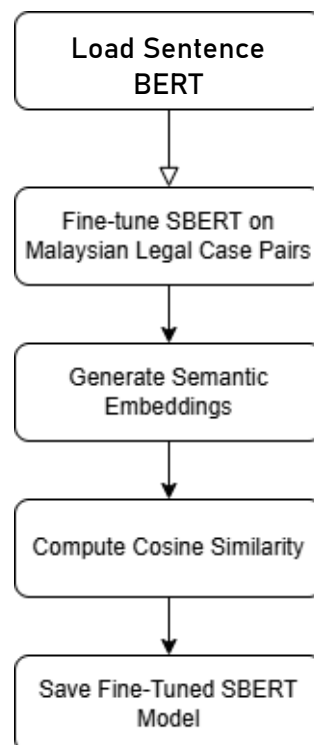 Load Sentence
BERT
Fine-tune SBERT on
Malaysian Legal Case Pairs
Generate Semantic
Embeddings
Compute Cosine Similarity
Save Fine-Tuned SBERT
Model